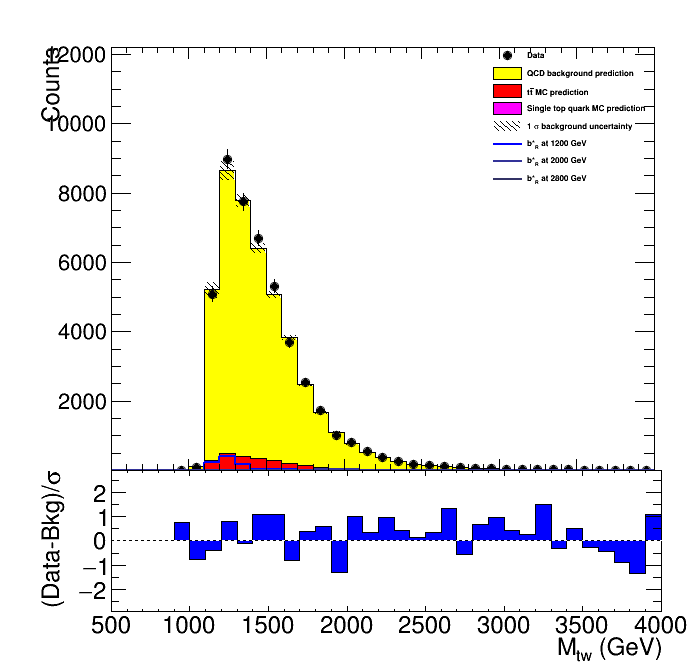 Counts
12000
10000
8000
6000
4000
2000
Data
QCD background prediction
tt̅ MC prediction
Single top quark MC prediction
1 σ background uncertainty
b*R at 1200 GeV
b*R at 2000 GeV
b*R at 2800 GeV
(Data-Bkg)/σ
2
1
0
−1
−2
500 1000 1500 2000 2500 3000 3500 4000
Mtw (GeV)